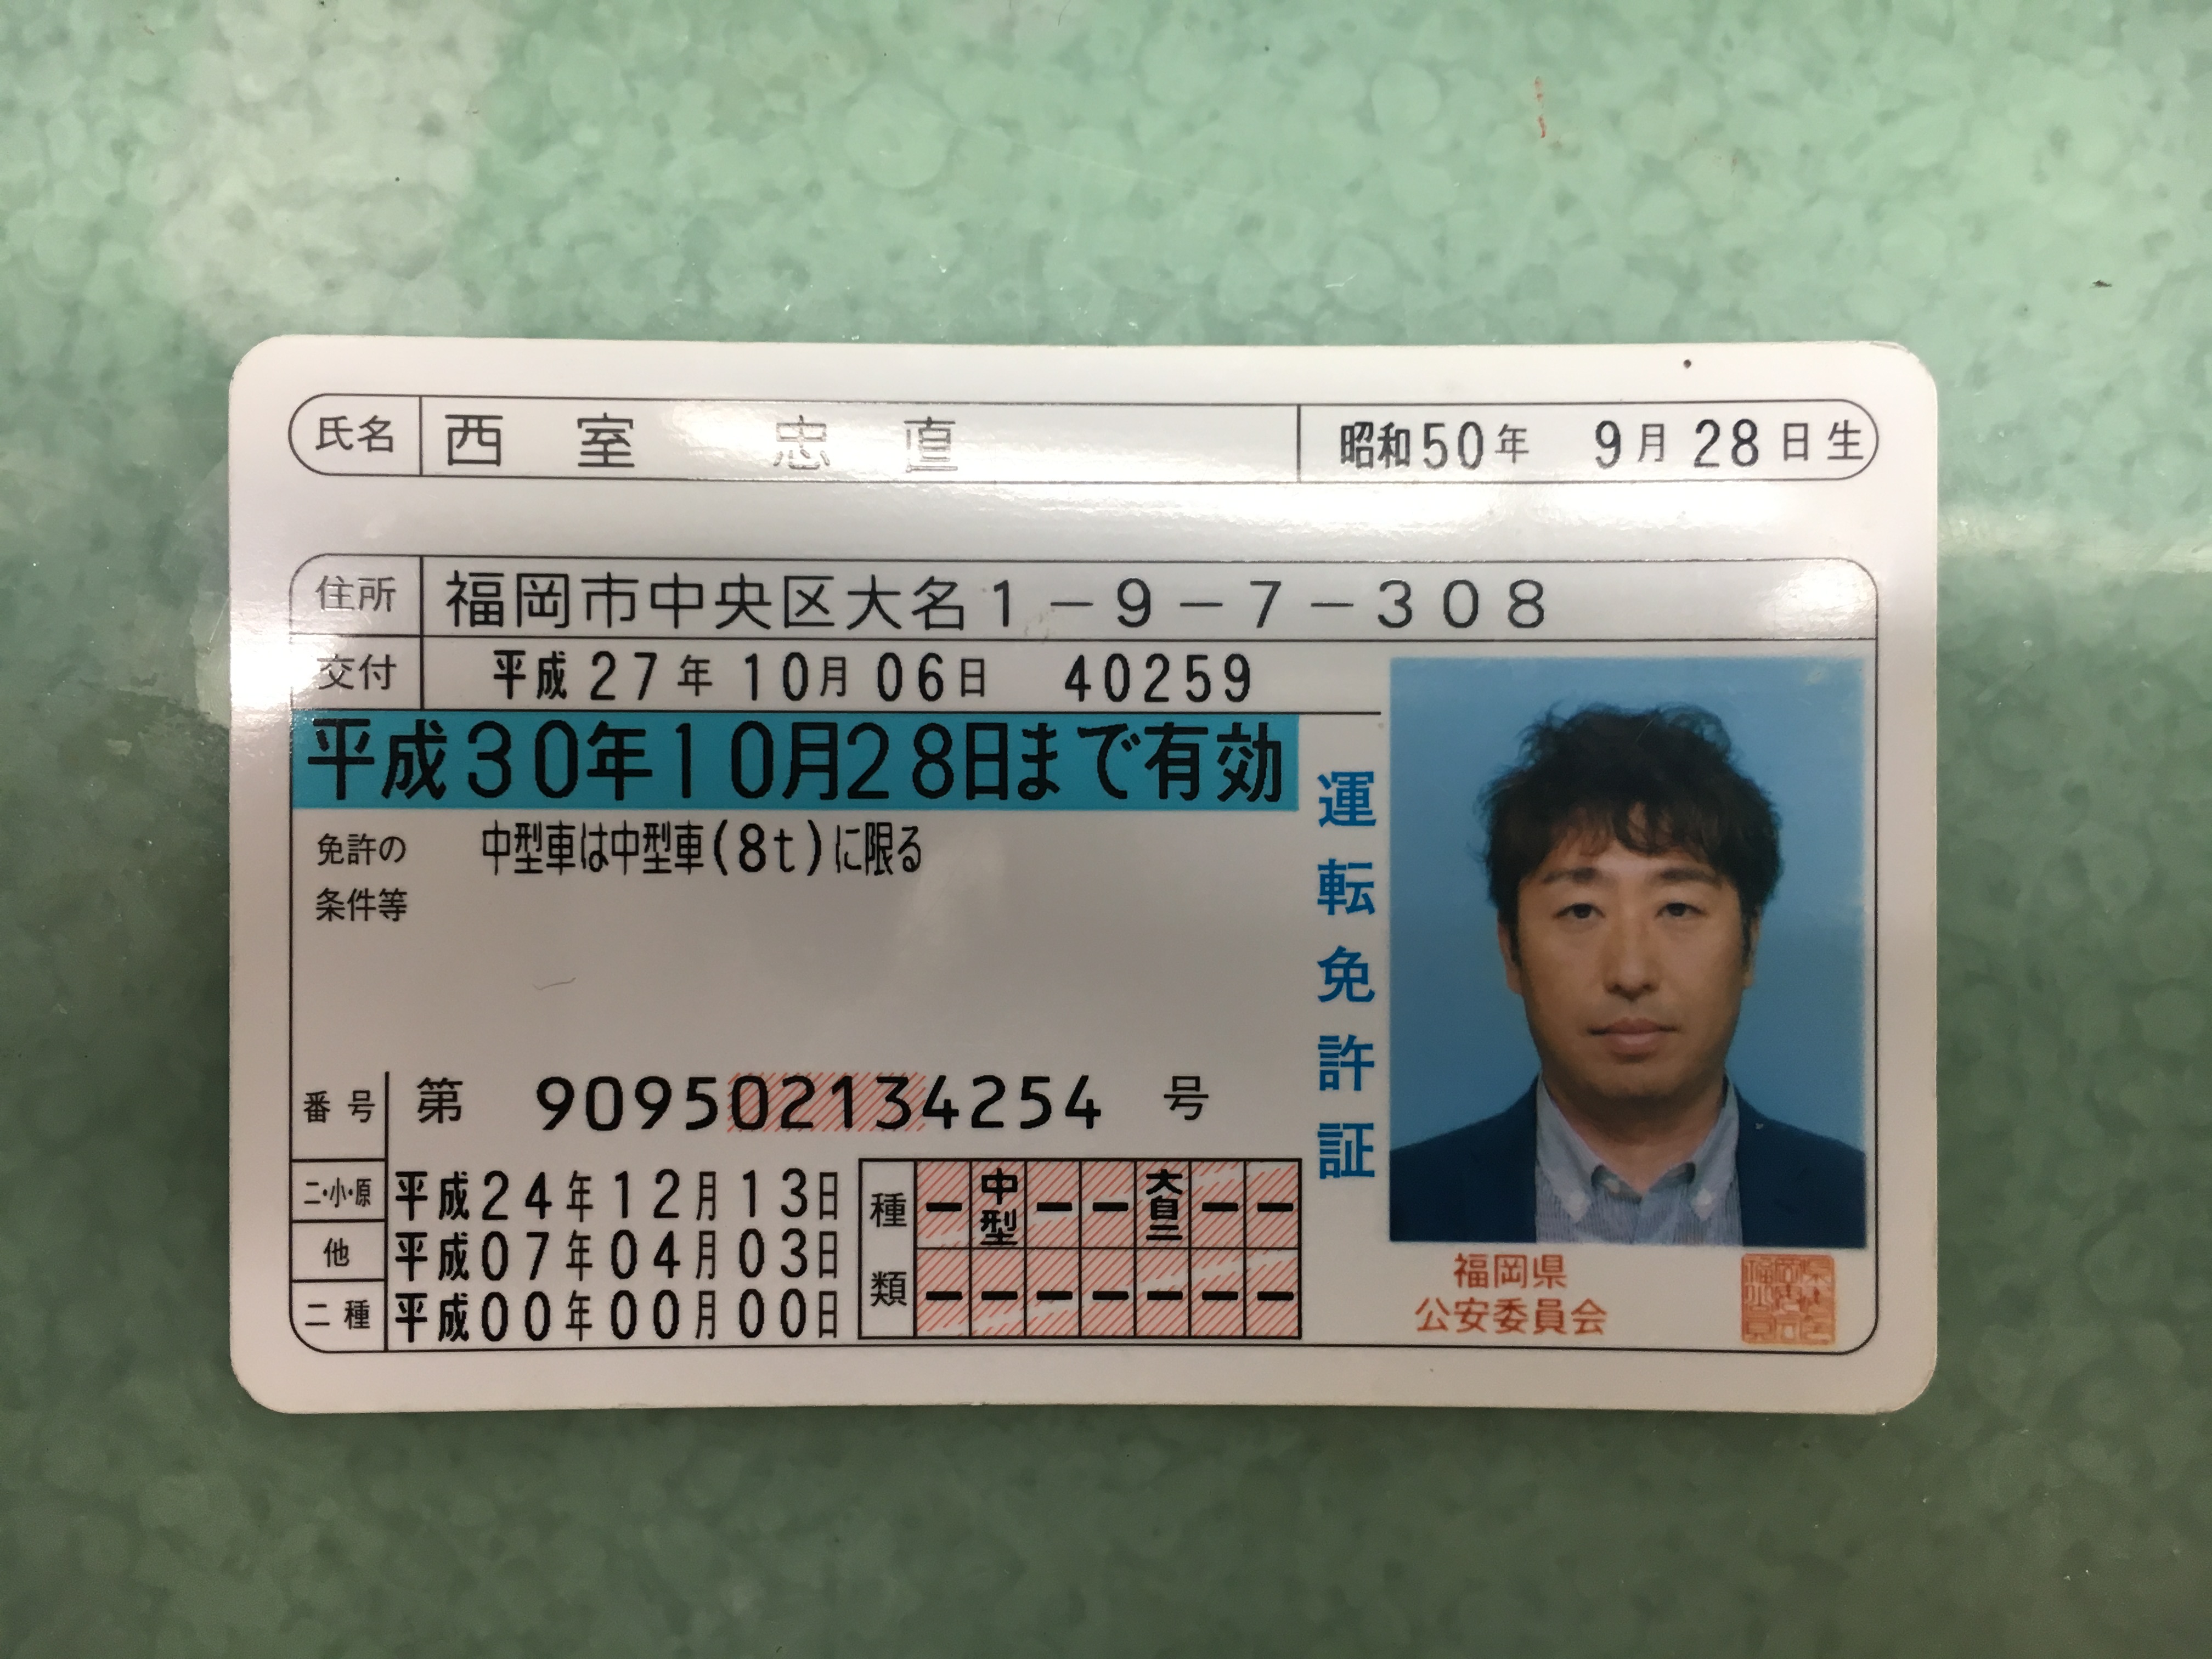 氏名 西室 忠直 昭和50年 9月28日生
住所 福岡市中央区大名1-9-7-308
交付 平成27年10月06日 40259
平成30年10月28日まで有効
免許の 中型車は中型車(8t)に限る
条件等
番号 第 909502134254 号
二・小・原 平成24年12月13日
他 平成07年04月03日
二種 平成00年00月00日
種 ー 中型 ー ー 大自二 ー ー
類 ー ー ー ー ー ー ー
運転免許証
福岡県
公安委員会